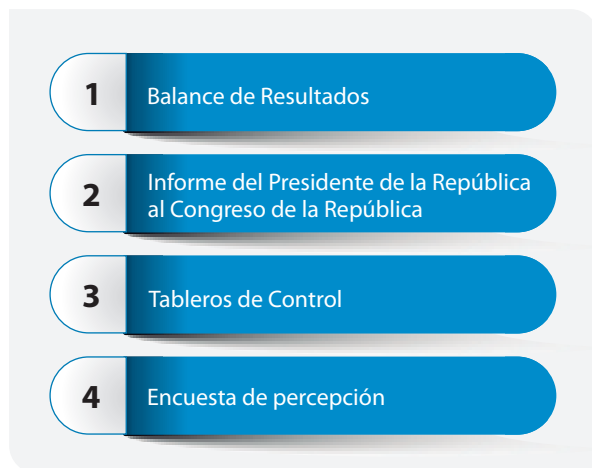 1 Balance de Resultados
2 Informe del Presidente de la República
al Congreso de la República
3 Tableros de Control
4 Encuesta de percepción